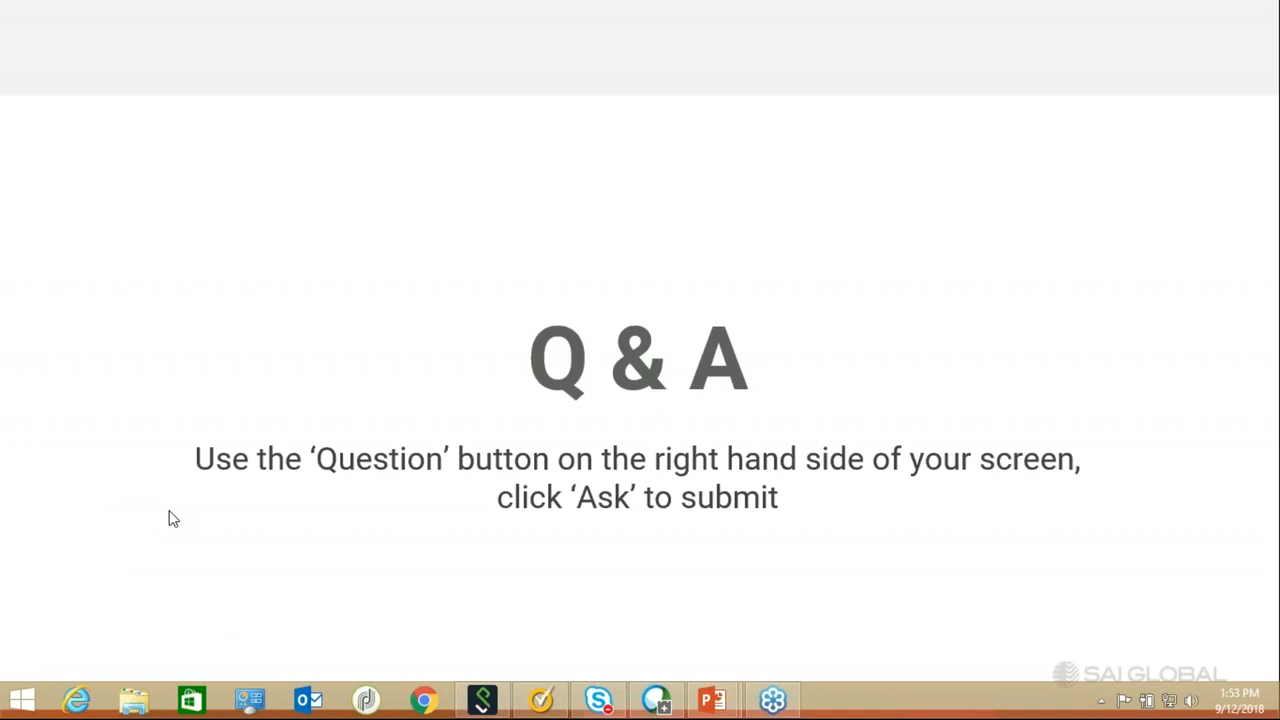 Q & A
Use the ‘Question’ button on the right hand side of your screen,
click ‘Ask’ to submit
SAI GLOBAL
1:53 PM
9/12/2018